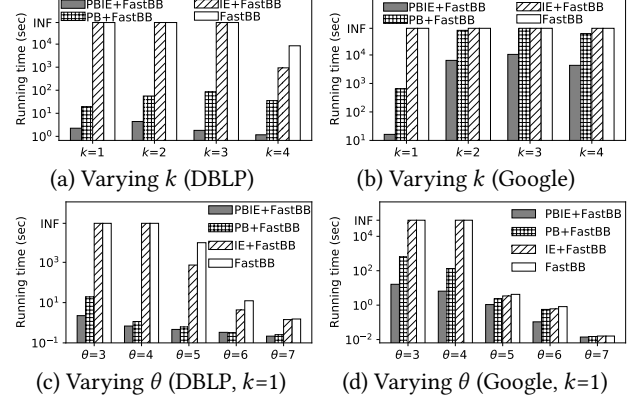 PBIE+FastBB
PB+FastBB
IE+FastBB
FastBB
Running time (sec)
INF
10^4
10^3
10^2
10^1
10^0
k=1 k=2 k=3 k=4
(a) Varying k (DBLP)
PBIE+FastBB
PB+FastBB
IE+FastBB
FastBB
Running time (sec)
INF
10^4
10^3
10^2
10^1
k=1 k=2 k=3 k=4
(b) Varying k (Google)
PBIE+FastBB
PB+FastBB
IE+FastBB
FastBB
Running time (sec)
INF
10^3
10^1
10^-1
θ=3 θ=4 θ=5 θ=6 θ=7
(c) Varying θ (DBLP, k=1)
PBIE+FastBB
PB+FastBB
IE+FastBB
FastBB
Running time (sec)
INF
10^2
10^0
10^-2
θ=3 θ=4 θ=5 θ=6 θ=7
(d) Varying θ (Google, k=1)